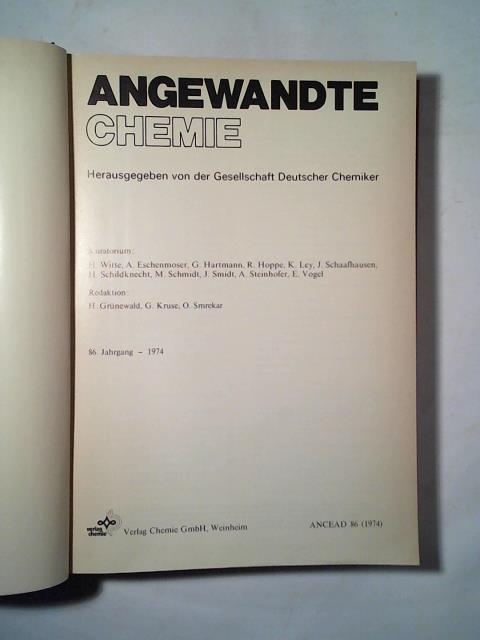 ANGEWANDTE
CHEMIE
Herausgegeben von der Gesellschaft Deutscher Chemiker
Kuratorium:
H. Witte, A. Eschenmoser, G. Hartmann, R. Hoppe, K. Ley, J. Schaafhausen,
H. Schildknecht, M. Schmidt, J. Smidt, A. Steinhofer, E. Vogel
Redaktion:
H. Grünewald, G. Kruse, O. Smrekar
86. Jahrgang – 1974
verlag
chemie
Verlag Chemie GmbH, Weinheim
ANCEAD 86 (1974)